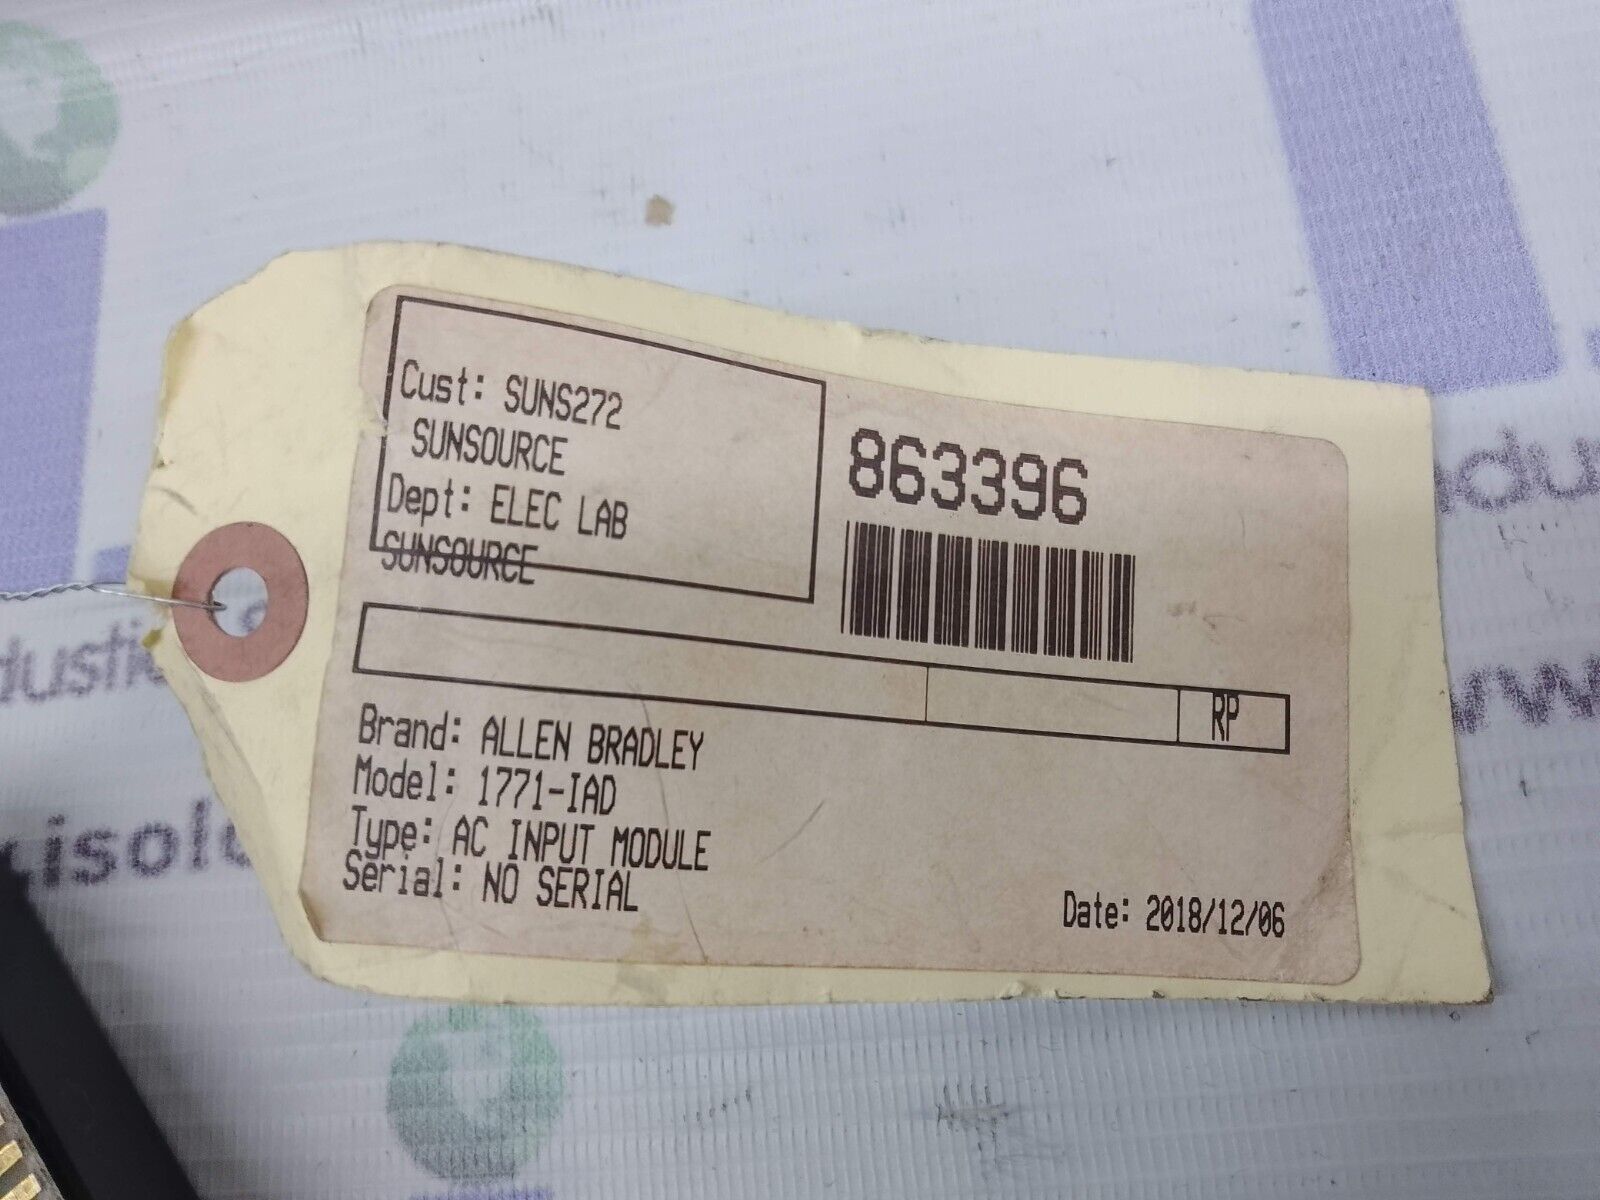 Cust: SUNS272
SUNSOURCE
Dept: ELEC LAB
SUNSOURCE
863396
RP
Brand: ALLEN BRADLEY
Model: 1771-IAD
Type: AC INPUT MODULE
Serial: NO SERIAL
Date: 2018/12/06